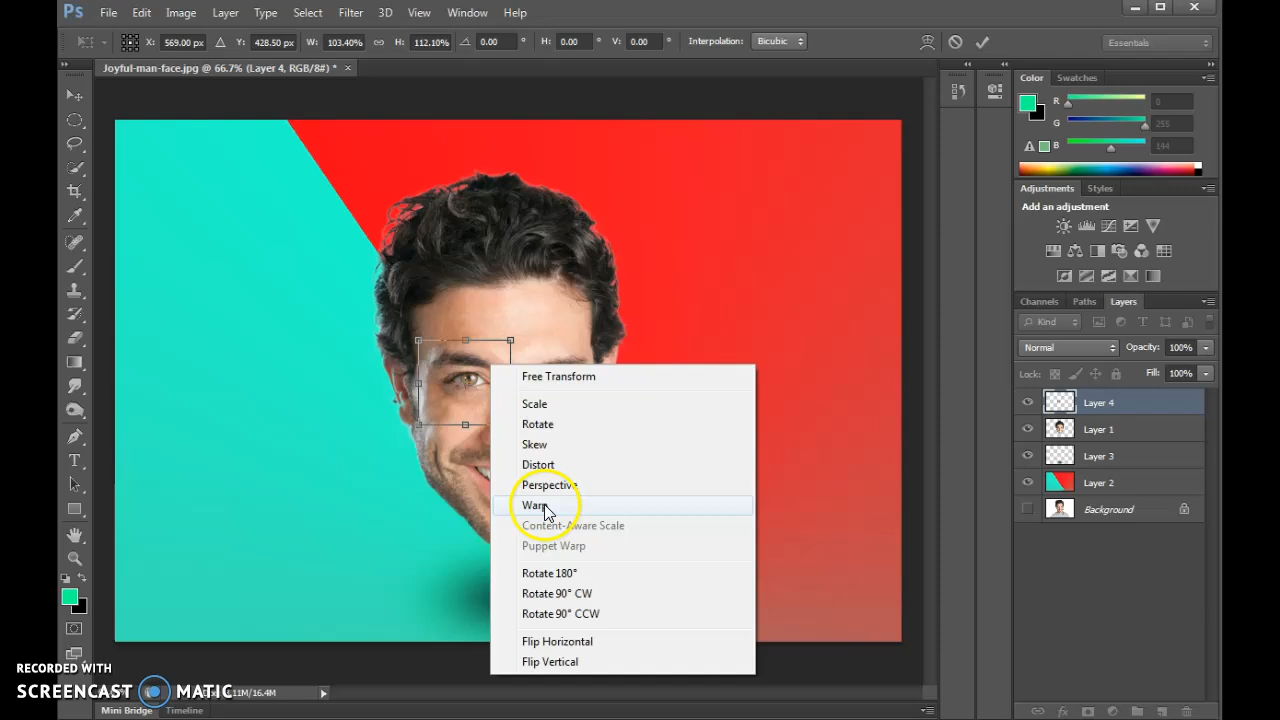 Ps File Edit Image Layer Type Select Filter 3D View Window Help
X: 569.00 px Y: 428.50 px W: 103.40% H: 112.10% 0.00 ° H: 0.00 ° V: 0.00 ° Interpolation: Bicubic Essentials
Joyful-man-face.jpg @ 66.7% (Layer 4, RGB/8#) * ×
Color Swatches
R 0
G 255
B 144
Adjustments Styles
Add an adjustment
Channels Paths Layers
Kind
Normal Opacity: 100%
Lock: Fill: 100%
Layer 4
Layer 1
Layer 3
Layer 2
Background
Free Transform
Scale
Rotate
Skew
Distort
Perspective
Warp
Content-Aware Scale
Puppet Warp
Rotate 180°
Rotate 90° CW
Rotate 90° CCW
Flip Horizontal
Flip Vertical
T
RECORDED WITH
SCREENCAST MATIC
11M/16.4M
Mini Bridge Timeline
fx